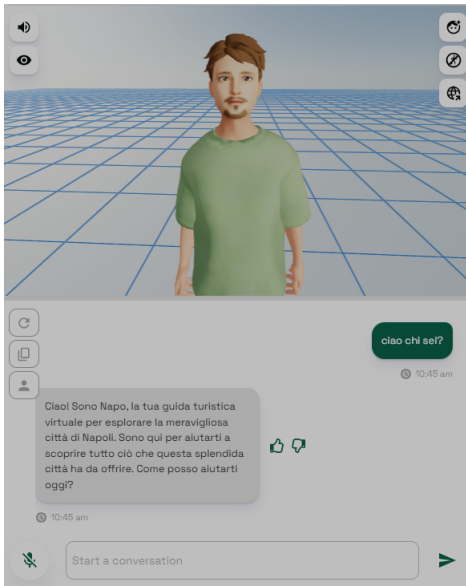 ciao chi sei?
10:45 am
Ciao! Sono Napo, la tua guida turistica
virtuale per esplorare la meravigliosa
città di Napoli. Sono qui per aiutarti a
scoprire tutto ciò che questa splendida
città ha da offrire. Come posso aiutarti
oggi?
10:45 am
Start a conversation